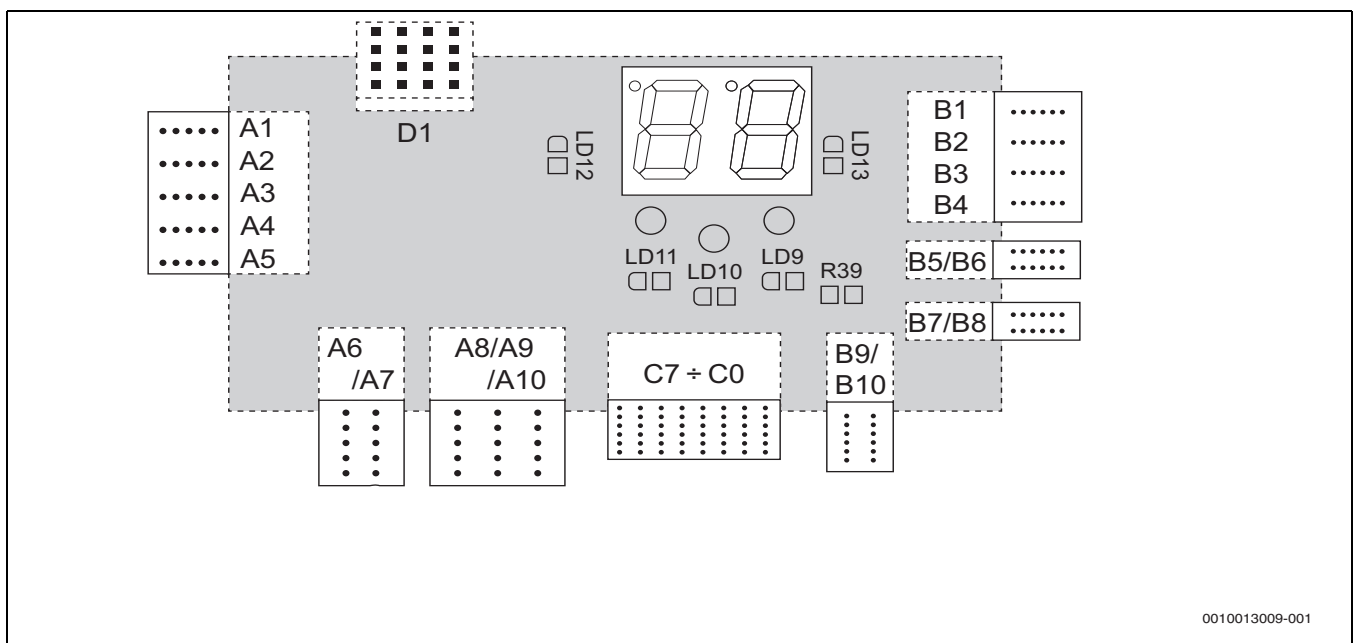 D1
A1
A2
A3
A4
A5
LD12
LD13
B1
B2
B3
B4
LD11
LD10
LD9
R39
B5/B6
B7/B8
A6
/A7
A8/A9
/A10
C7 ÷ C0
B9/
B10
0010013009-001